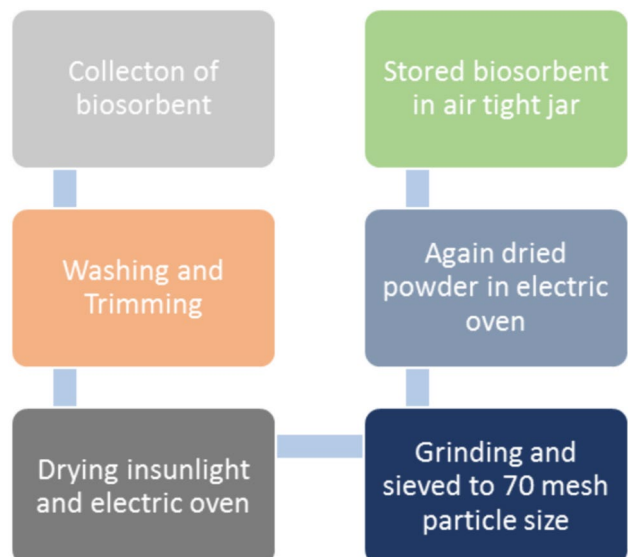 Collecton of
biosorbent
Washing and
Trimming
Drying insunlight
and electric oven
Grinding and
sieved to 70 mesh
particle size
Again dried
powder in electric
oven
Stored biosorbent
in air tight jar